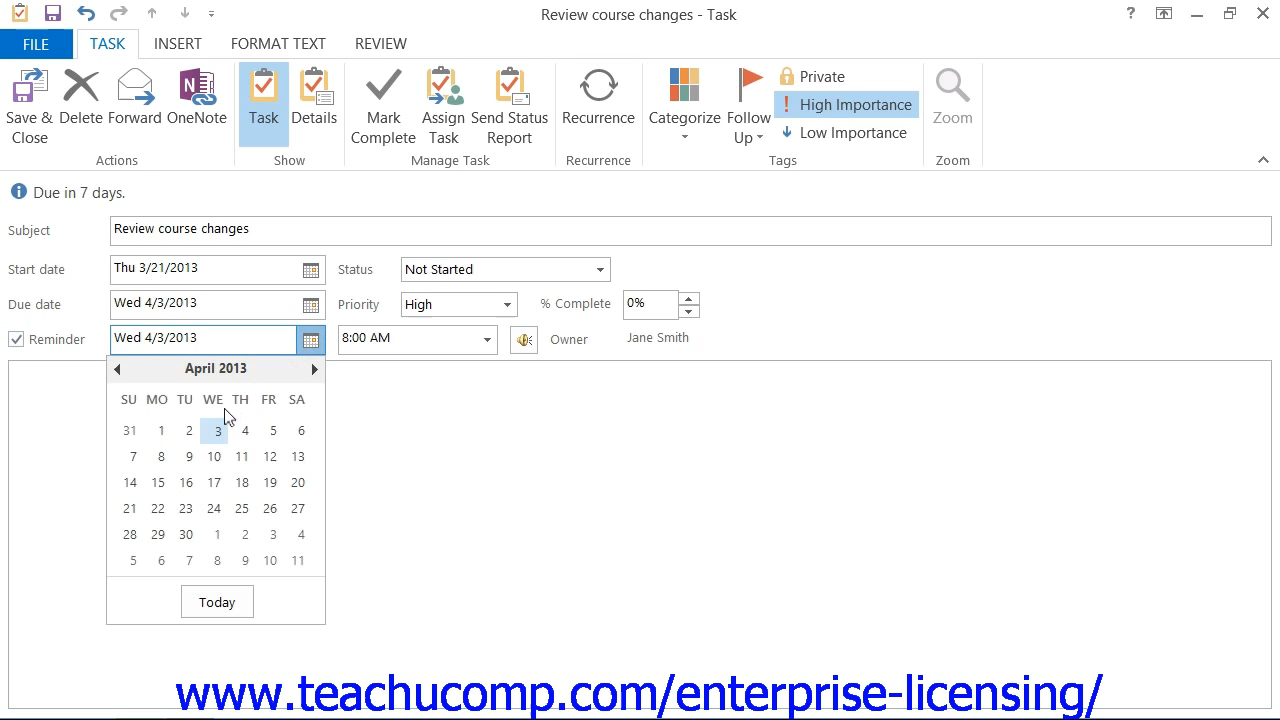 Review course changes - Task
?
FILE TASK INSERT FORMAT TEXT REVIEW
Save & Close Delete Forward OneNote Task Details Mark Complete Assign Task Send Status Report Recurrence Categorize Follow Up Private High Importance Low Importance Zoom
Actions Show Manage Task Recurrence Tags Zoom
Due in 7 days.
Subject Review course changes
Start date Thu 3/21/2013 Status Not Started
Due date Wed 4/3/2013 Priority High % Complete 0%
Reminder Wed 4/3/2013 8:00 AM Owner Jane Smith
April 2013
SU MO TU WE TH FR SA
31 1 2 3 4 5 6
7 8 9 10 11 12 13
14 15 16 17 18 19 20
21 22 23 24 25 26 27
28 29 30 1 2 3 4
5 6 7 8 9 10 11
Today
www.teachucomp.com/enterprise-licensing/